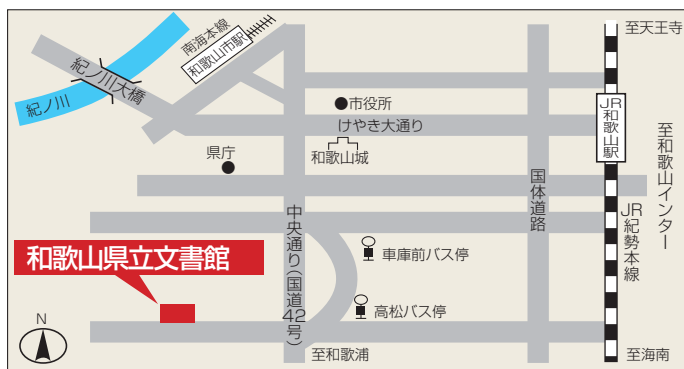 至天王寺
南海本線
和歌山市駅
紀ノ川大橋
紀ノ川
市役所
けやき大通り
JR和歌山駅
県庁
和歌山城
至和歌山インター
国体道路
中央通り(国道42号)
JR紀勢本線
和歌山県立文書館
車庫前バス停
高松バス停
N
至和歌浦
至海南